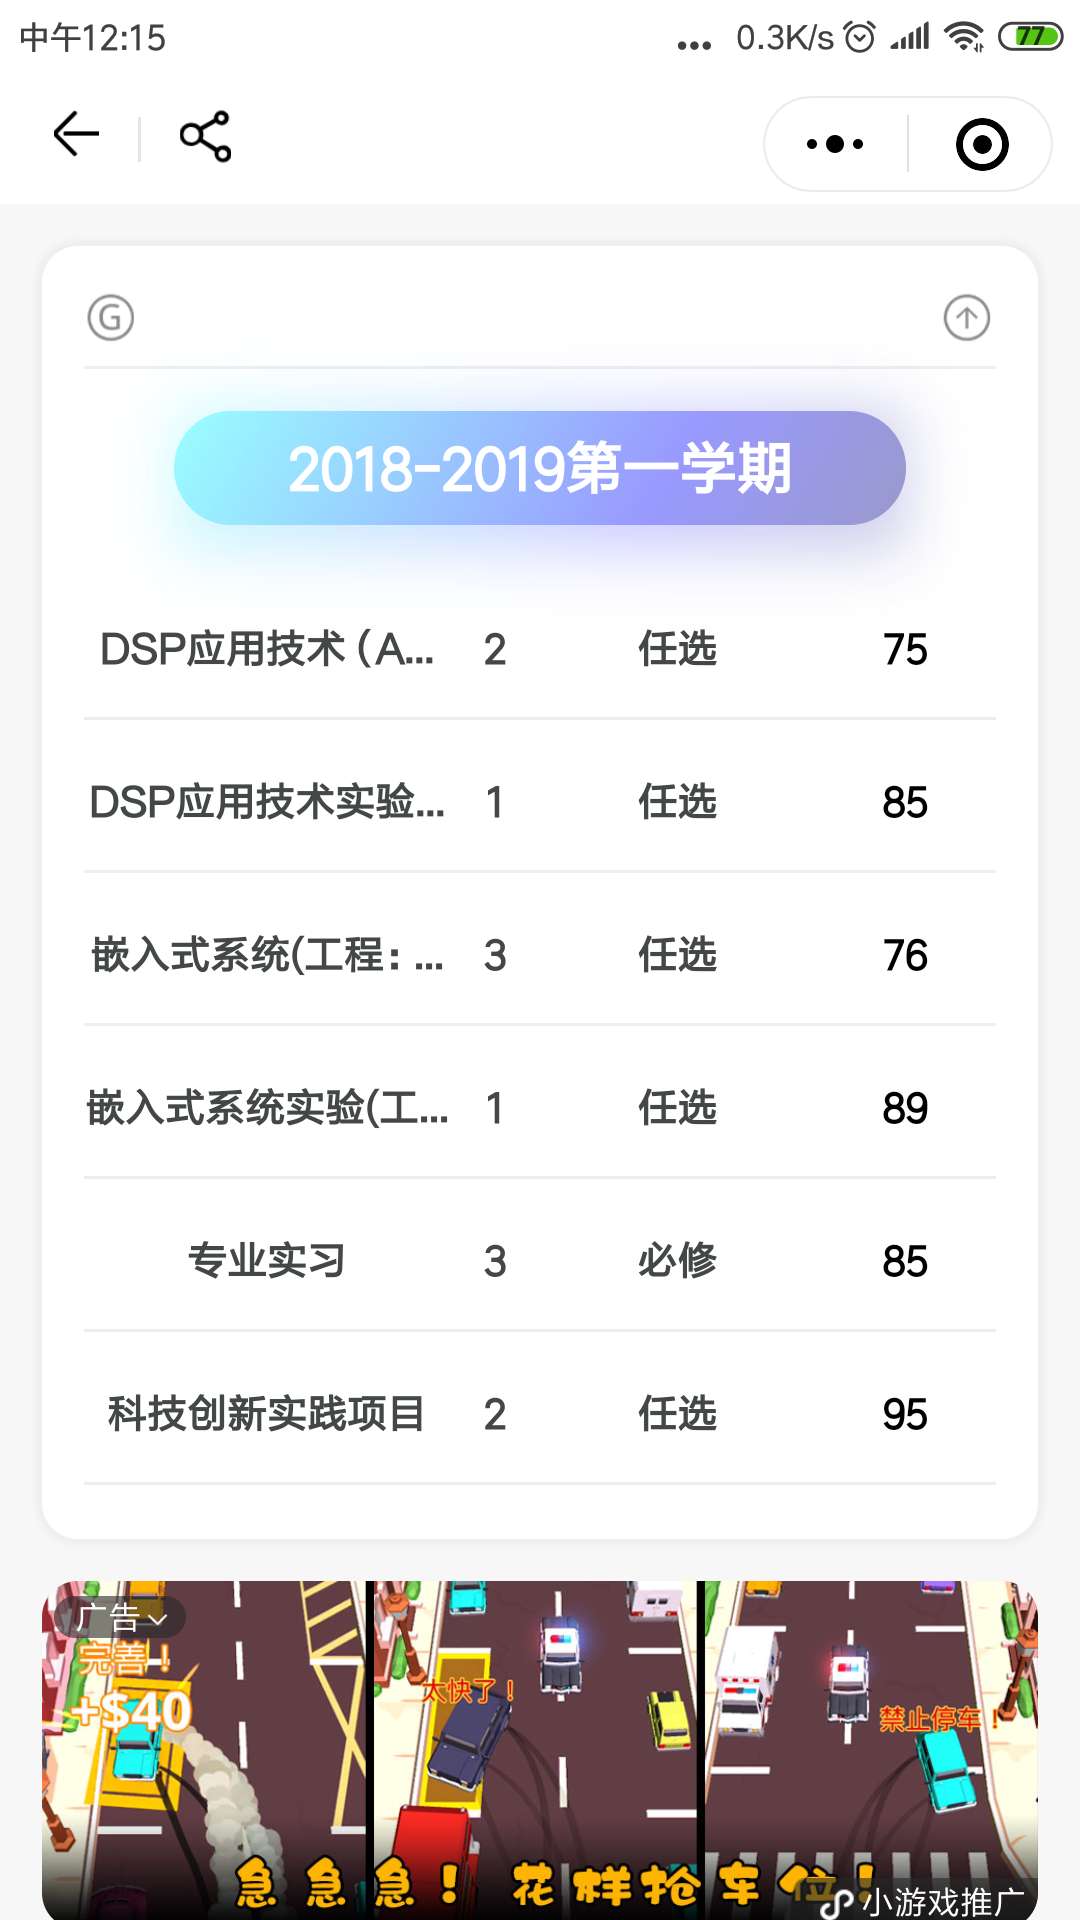 中午12:15
0.3K/s
77
G
2018-2019第一学期
DSP应用技术（A... 2 任选 75
DSP应用技术实验... 1 任选 85
嵌入式系统(工程：... 3 任选 76
嵌入式系统实验(工... 1 任选 89
专业实习 3 必修 85
科技创新实践项目 2 任选 95
广告
完善！
+$40
太快了！
禁止停车！
急急急！花样抢车位！
小游戏推广